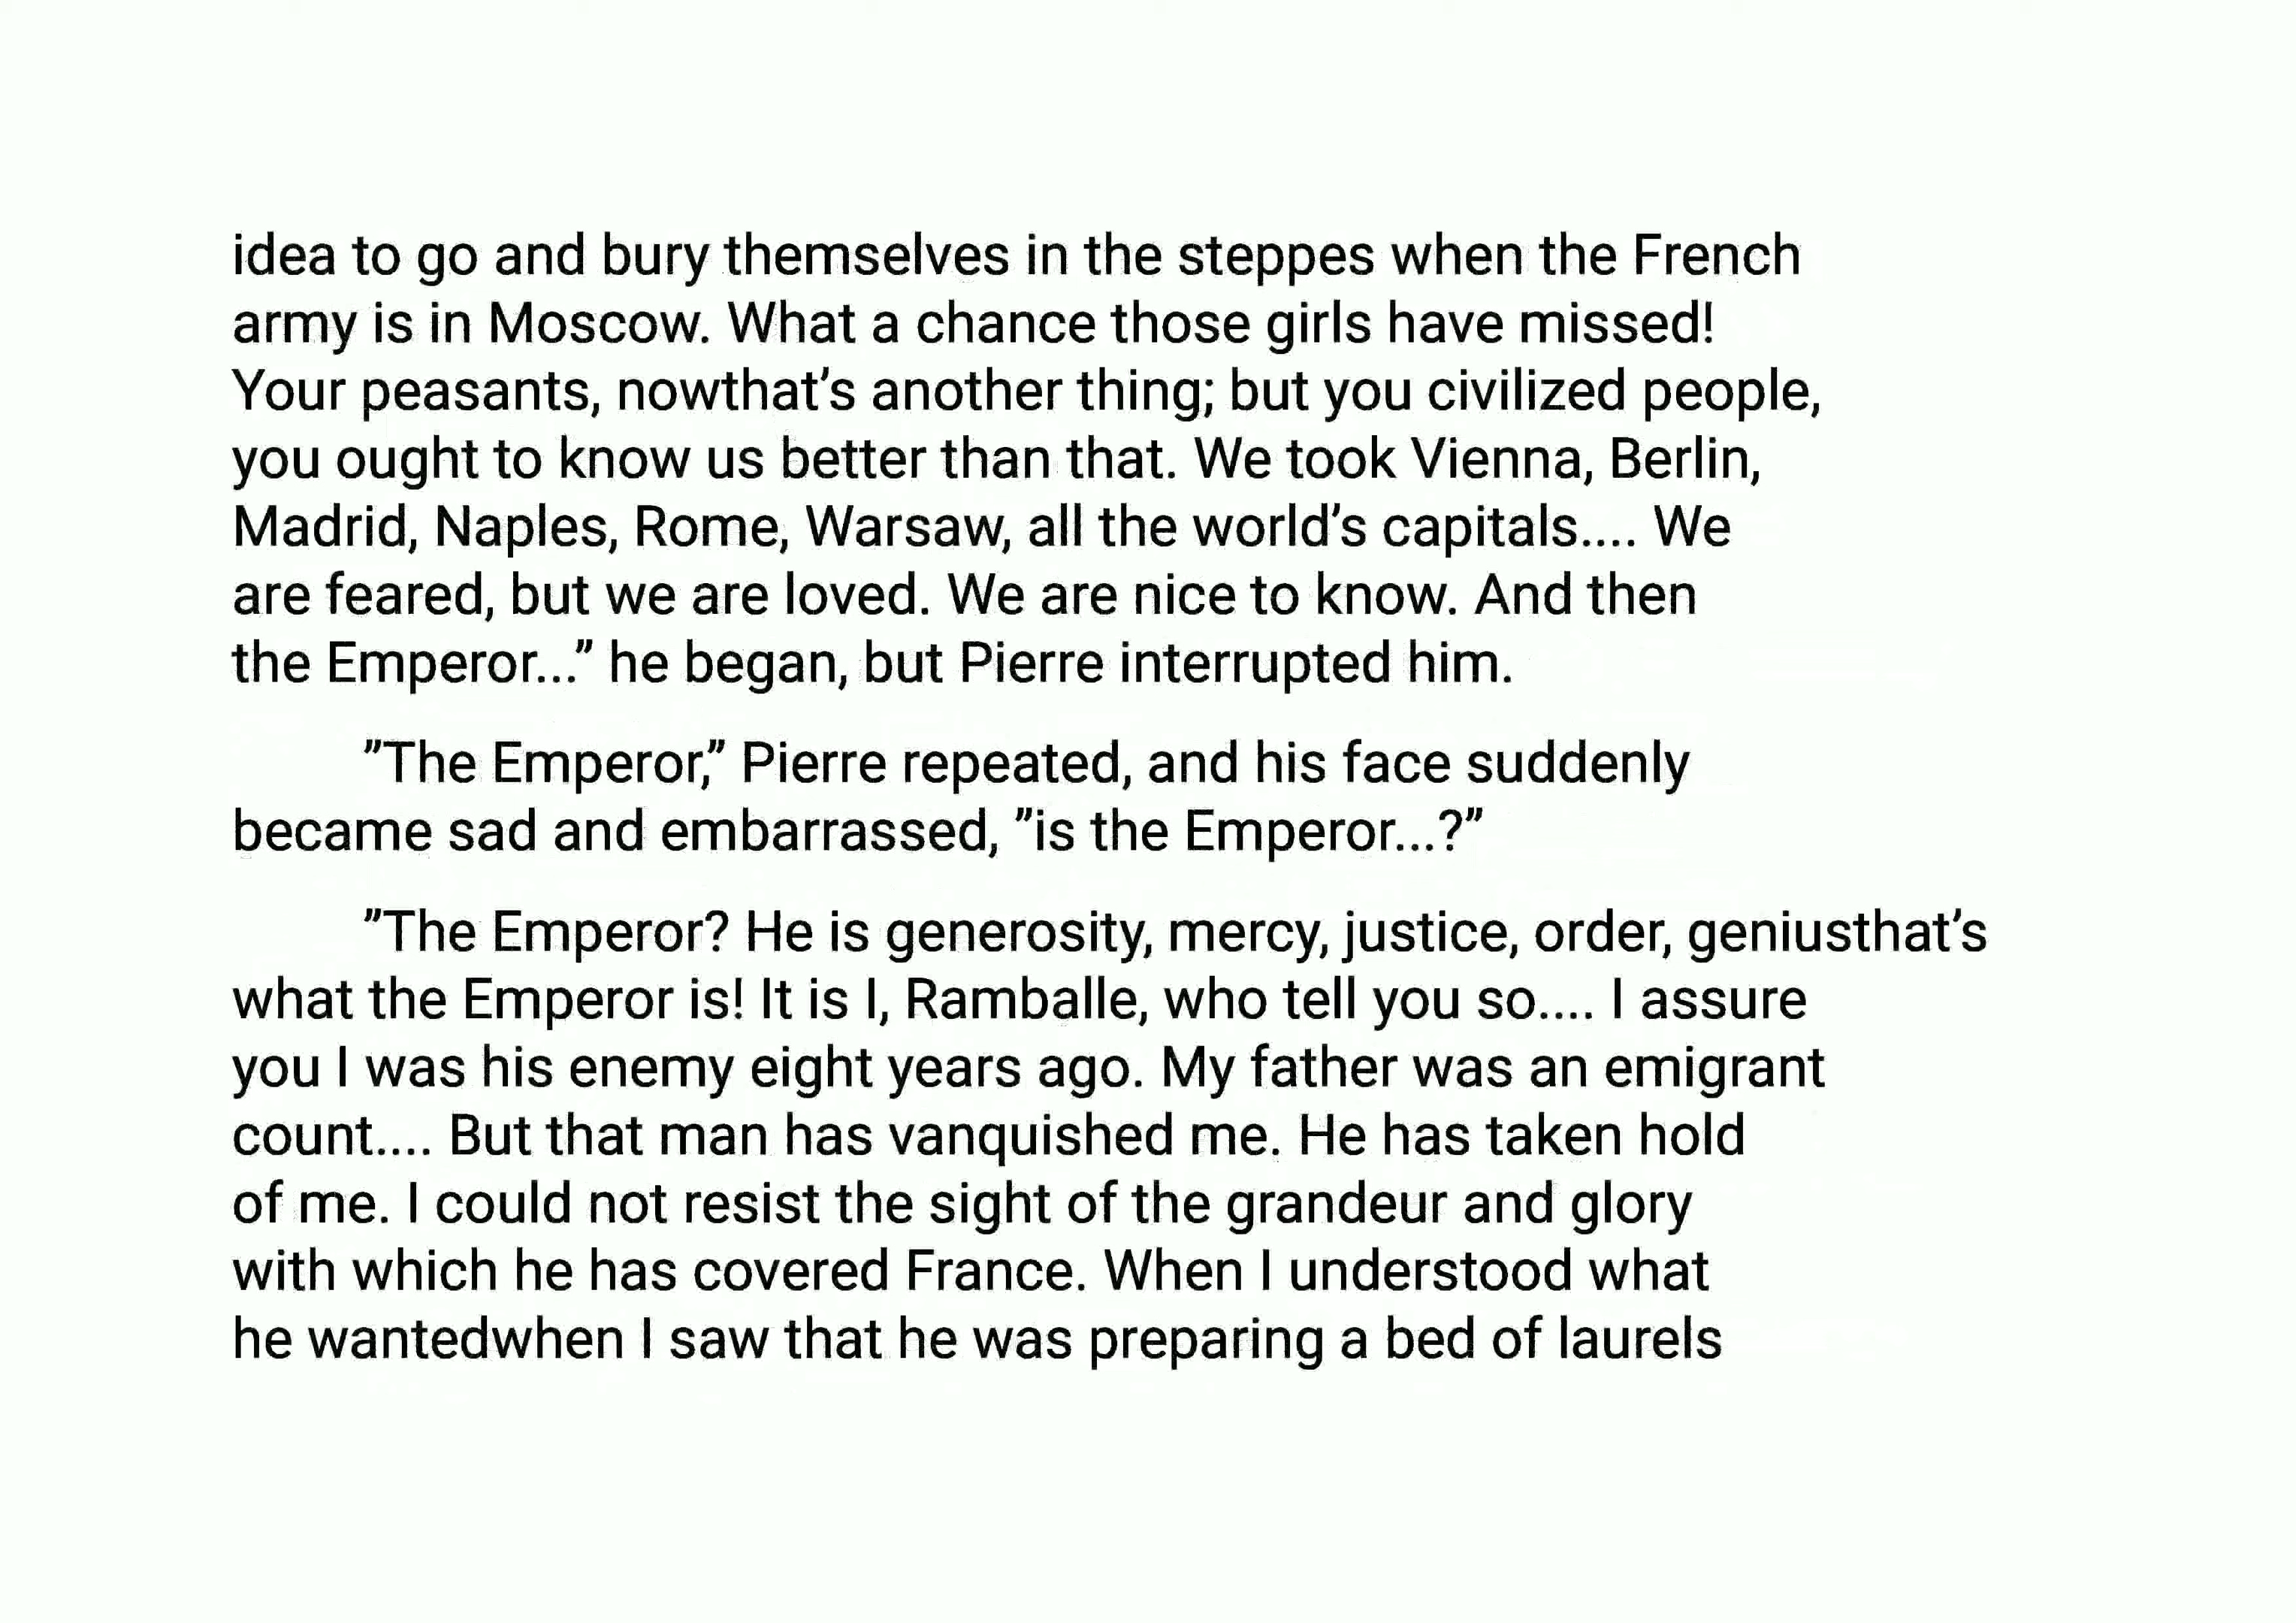 idea to go and bury themselves in the steppes when the French
army is in Moscow. What a chance those girls have missed!
Your peasants, nowthat's another thing; but you civilized people,
you ought to know us better than that. We took Vienna, Berlin,
Madrid, Naples, Rome, Warsaw, all the world's capitals.... We
are feared, but we are loved. We are nice to know. And then
the Emperor..." he began, but Pierre interrupted him.
"The Emperor," Pierre repeated, and his face suddenly
became sad and embarrassed, "is the Emperor...?"
"The Emperor? He is generosity, mercy, justice, order, geniusthat's
what the Emperor is! It is I, Ramballe, who tell you so.... I assure
you I was his enemy eight years ago. My father was an emigrant
count.... But that man has vanquished me. He has taken hold
of me. I could not resist the sight of the grandeur and glory
with which he has covered France. When I understood what
he wantedwhen I saw that he was preparing a bed of laurels